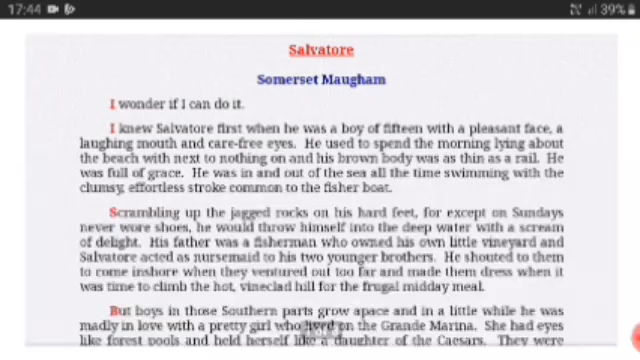 17:44 39%
Salvatore
Somerset Maugham
I wonder if I can do it.
I knew Salvatore first when he was a boy of fifteen with a pleasant face, a
laughing mouth and care-free eyes. He used to spend the morning lying about
the beach with next to nothing on and his brown body was as thin as a rail. He
was full of grace. He was in and out of the sea all the time swimming with the
clumsy, effortless stroke common to the fisher boat.
Scrambling up the jagged rocks on his hard feet, for except on Sundays
never wore shoes, he would throw himself into the deep water with a scream
of delight. His father was a fisherman who owned his own little vineyard and
Salvatore acted as nursemaid to his two younger brothers. He shouted to them
to come inshore when they ventured out too far and made them dress when it
was time to climb the hot, vineclad hill for the frugal midday meal.
But boys in those Southern parts grow apace and in a little while he was
madly in love with a pretty girl who lived on the Grande Marina. She had eyes
like forest pools and held herself like a daughter of the Caesars. They were